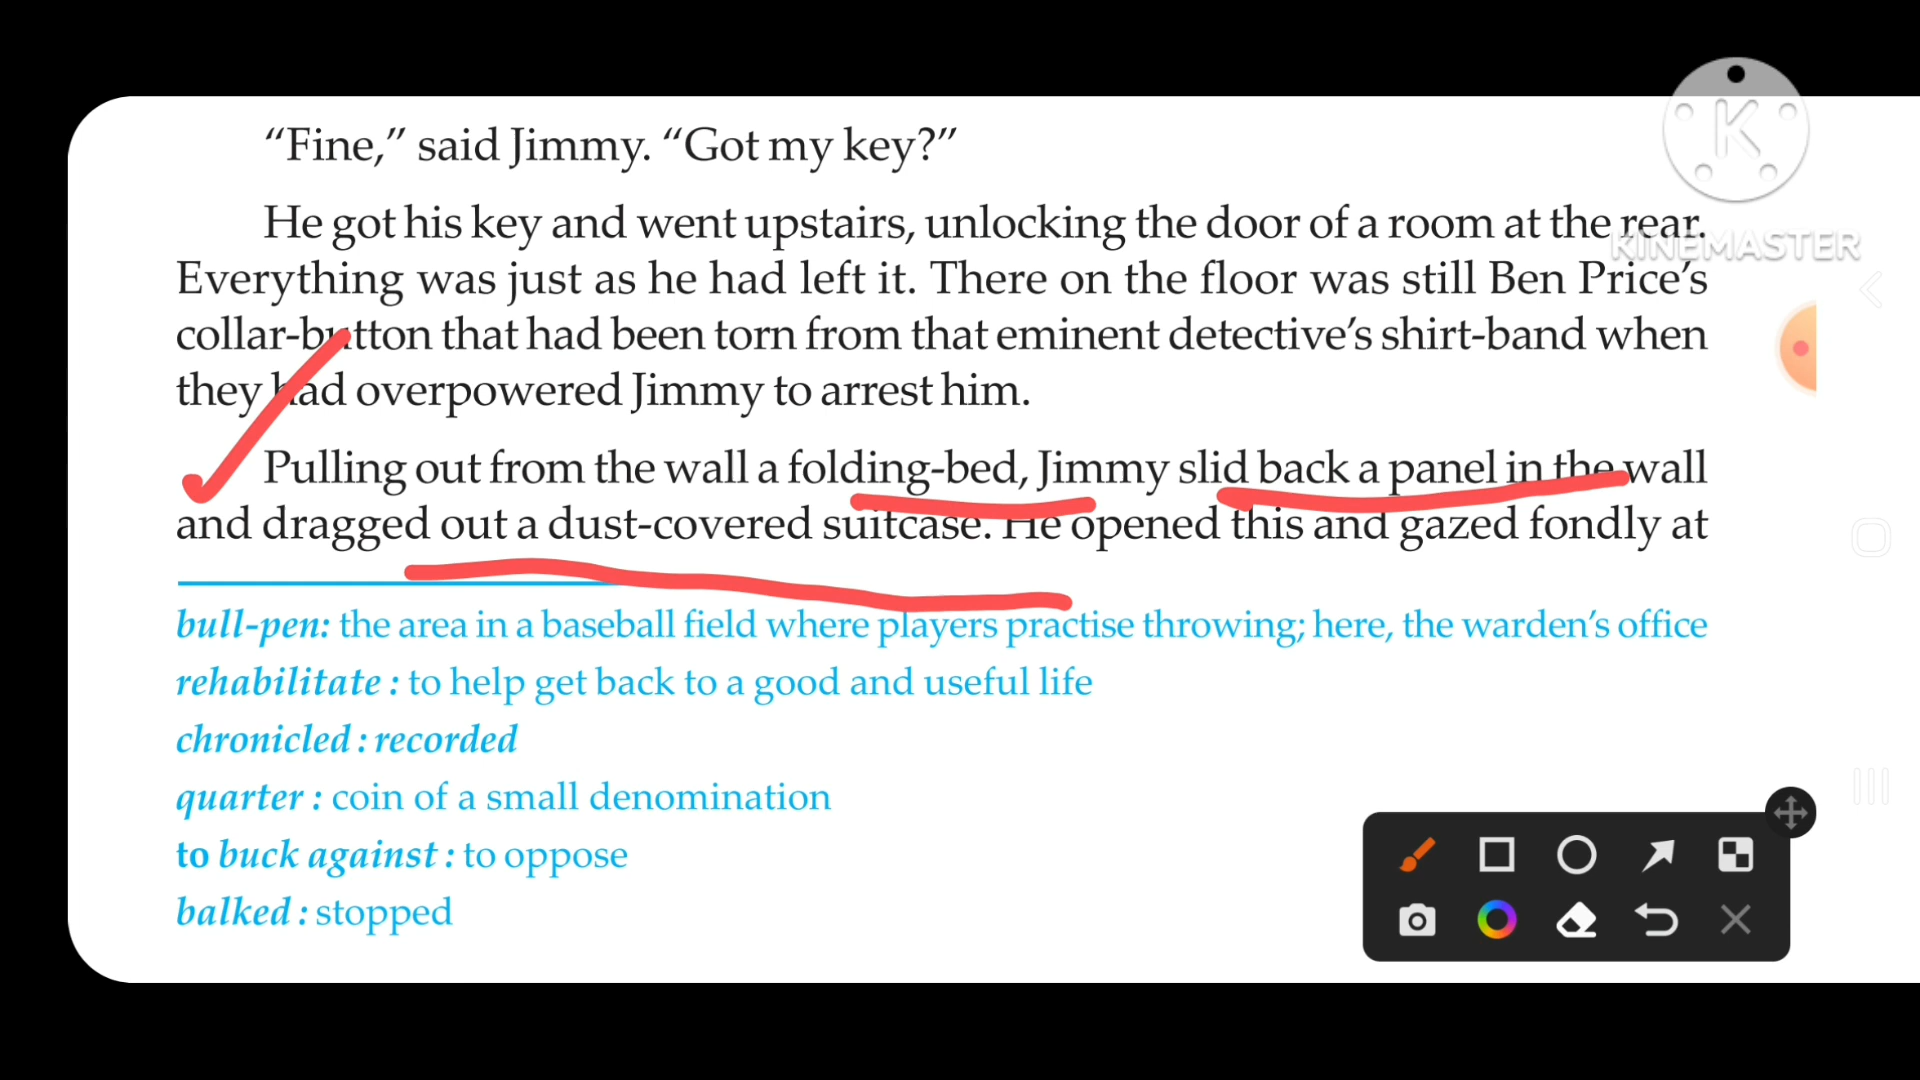 “Fine,” said Jimmy. “Got my key?”
He got his key and went upstairs, unlocking the door of a room at the rear.
Everything was just as he had left it. There on the floor was still Ben Price’s
collar-button that had been torn from that eminent detective’s shirt-band when
they had overpowered Jimmy to arrest him.
Pulling out from the wall a folding-bed, Jimmy slid back a panel in the wall
and dragged out a dust-covered suitcase. He opened this and gazed fondly at
bull-pen: the area in a baseball field where players practise throwing; here, the warden’s office
rehabilitate : to help get back to a good and useful life
chronicled : recorded
quarter : coin of a small denomination
to buck against : to oppose
balked : stopped
K
KINEMASTER